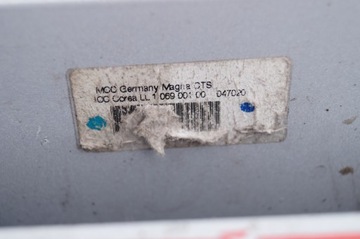 MCC Germany Magna CTS
ICC Corea LL 1 069 001 00 047020